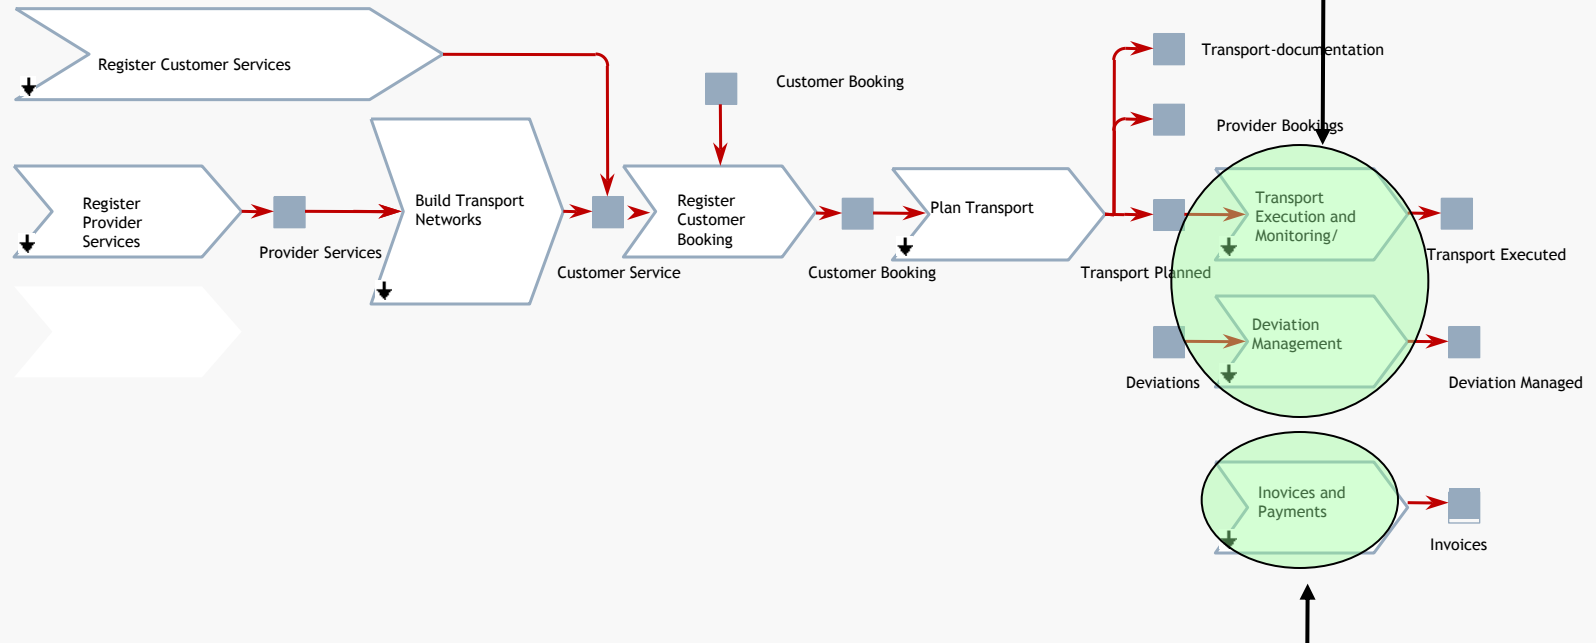 Register Customer Services
Customer Booking
Transport-documentation
Provider Bookings
Register
Provider
Services
Provider Services
Build Transport
Networks
Customer Service
Register
Customer
Booking
Customer Booking
Plan Transport
Transport Planned
Transport
Execution and
Monitoring/
Transport Executed
Deviations
Deviation
Management
Deviation Managed
Inovices and
Payments
Invoices